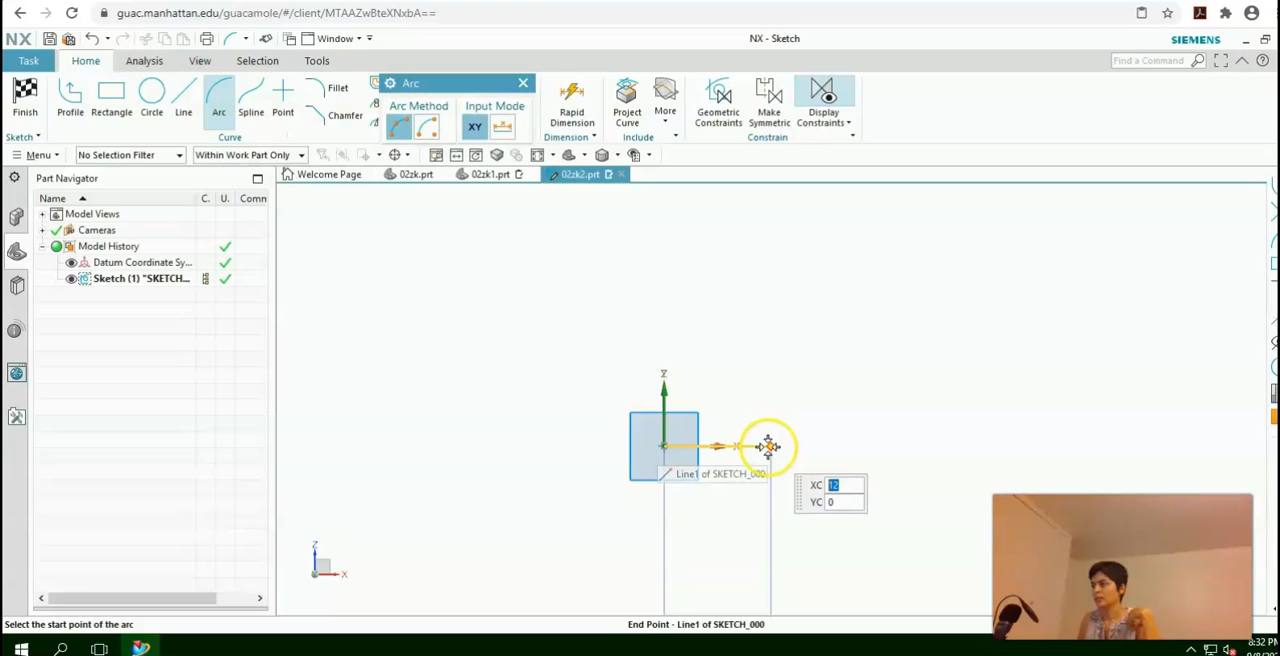 guac.manhattan.edu/guacamole/#/client/MTAAZwBteXNxbA==
NX Window NX - Sketch SIEMENS
Task Home Analysis View Selection Tools Find a Command
Arc
Finish Profile Rectangle Circle Line Arc Spline Point Fillet Chamfer
Arc Method Input Mode
XY
Rapid Dimension Project Curve More Geometric Constraints Make Symmetric Display Constraints
Sketch Curve Dimension Include Constrain
Menu No Selection Filter Within Work Part Only
Part Navigator Welcome Page 02zk.prt 02zk1.prt 02zk2.prt
Name C. U. Comn
Model Views
Cameras
Model History
Datum Coordinate Sy...
Sketch (1) "SKETCH...
Z
X
Line1 of SKETCH_000
XC 12
YC 0
Z
X
Select the start point of the arc End Point - Line1 of SKETCH_000
8:32 PM